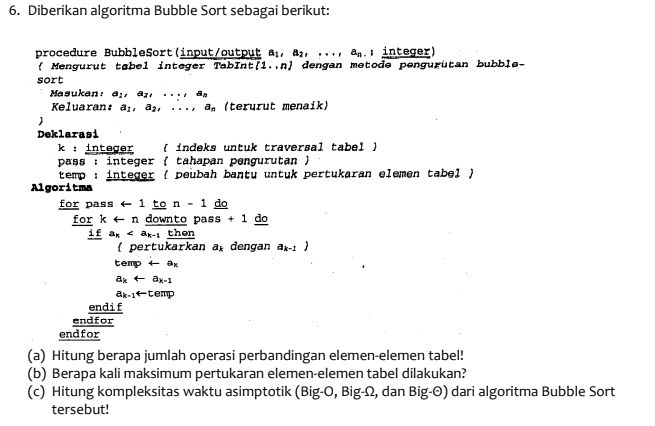 6. Diberikan algoritma Bubble Sort sebagai berikut:
procedure BubbleSort(input/output a₁, a₂, ..., aₙ : integer)
{ Mengurut tabel integer TabInt[1..n] dengan metode pengurutan bubble-
sort
Masukan: a₁, a₂, ..., aₙ
Keluaran: a₁, a₂, ..., aₙ (terurut menaik)
}
Deklarasi
k : integer { indeks untuk traversal tabel }
pass : integer { tahapan pengurutan }
temp : integer { peubah bantu untuk pertukaran elemen tabel }
Algoritma
for pass ← 1 to n - 1 do
for k ← n downto pass + 1 do
if aₖ < aₖ₋₁ then
{ pertukarkan aₖ dengan aₖ₋₁ }
temp ← aₖ
aₖ ← aₖ₋₁
aₖ₋₁←temp
endif
endfor
endfor
(a) Hitung berapa jumlah operasi perbandingan elemen-elemen tabel!
(b) Berapa kali maksimum pertukaran elemen-elemen tabel dilakukan?
(c) Hitung kompleksitas waktu asimptotik (Big-O, Big-Ω, dan Big-Θ) dari algoritma Bubble Sort
tersebut!